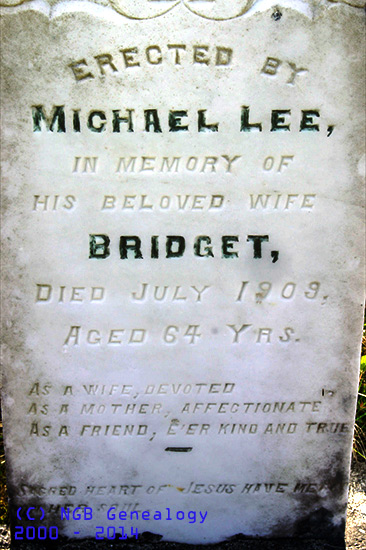 ERECTED BY
MICHAEL LEE,
IN MEMORY OF
HIS BELOVED WIFE
BRIDGET,
DIED JULY 1909,
AGED 64 YRS.
AS A WIFE, DEVOTED
AS A MOTHER, AFFECTIONATE
AS A FRIEND, E'ER KIND AND TRUE
SACRED HEART OF JESUS HAVE
(C) NGB Genealogy
2000 - 2014